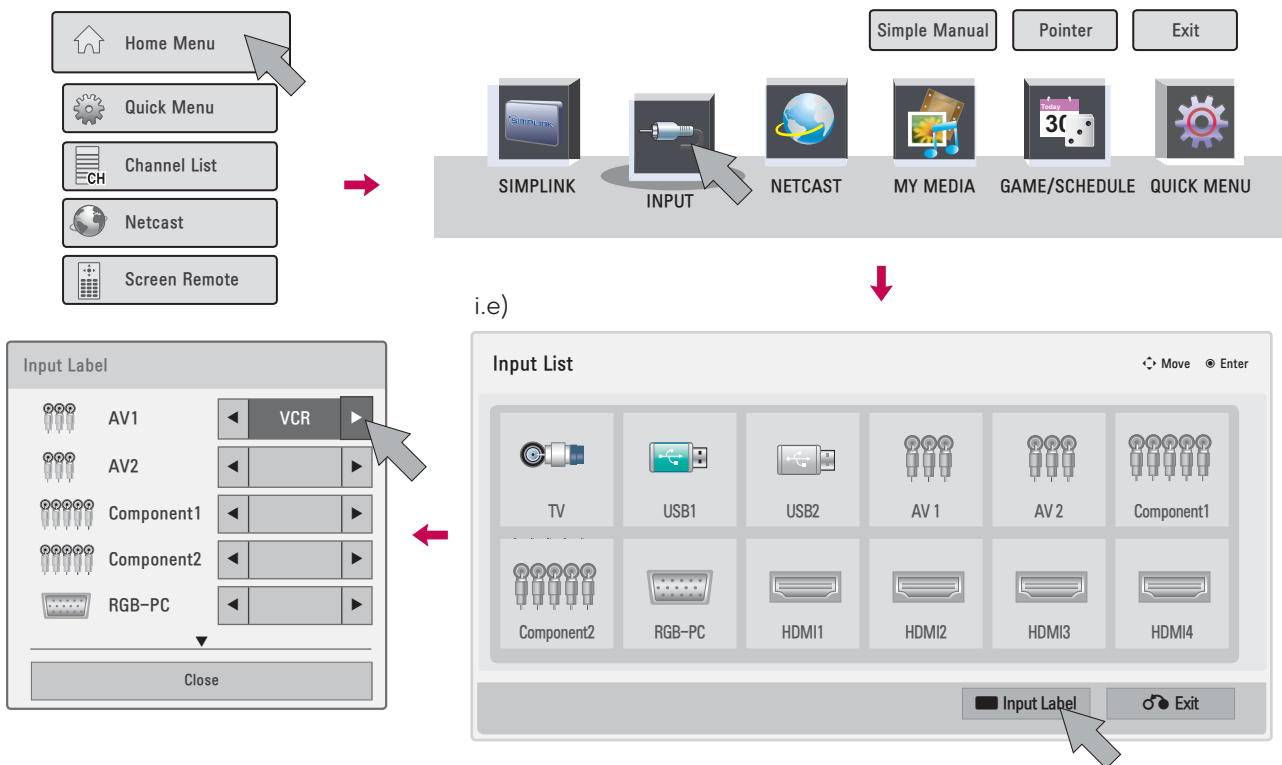 Home Menu
Quick Menu
CH
Channel List
Netcast
Screen Remote
Simple Manual
Pointer
Exit
SIMPLINK
Today
30
SIMPLINK
INPUT
NETCAST
MY MEDIA
GAME/SCHEDULE
QUICK MENU
i.e)
Input List
Move
Enter
TV
USB1
USB2
AV 1
AV 2
Component1
Component2
RGB-PC
HDMI1
HDMI2
HDMI3
HDMI4
Input Label
Exit
Input Label
AV1
VCR
AV2
Component1
Component2
RGB-PC
Close